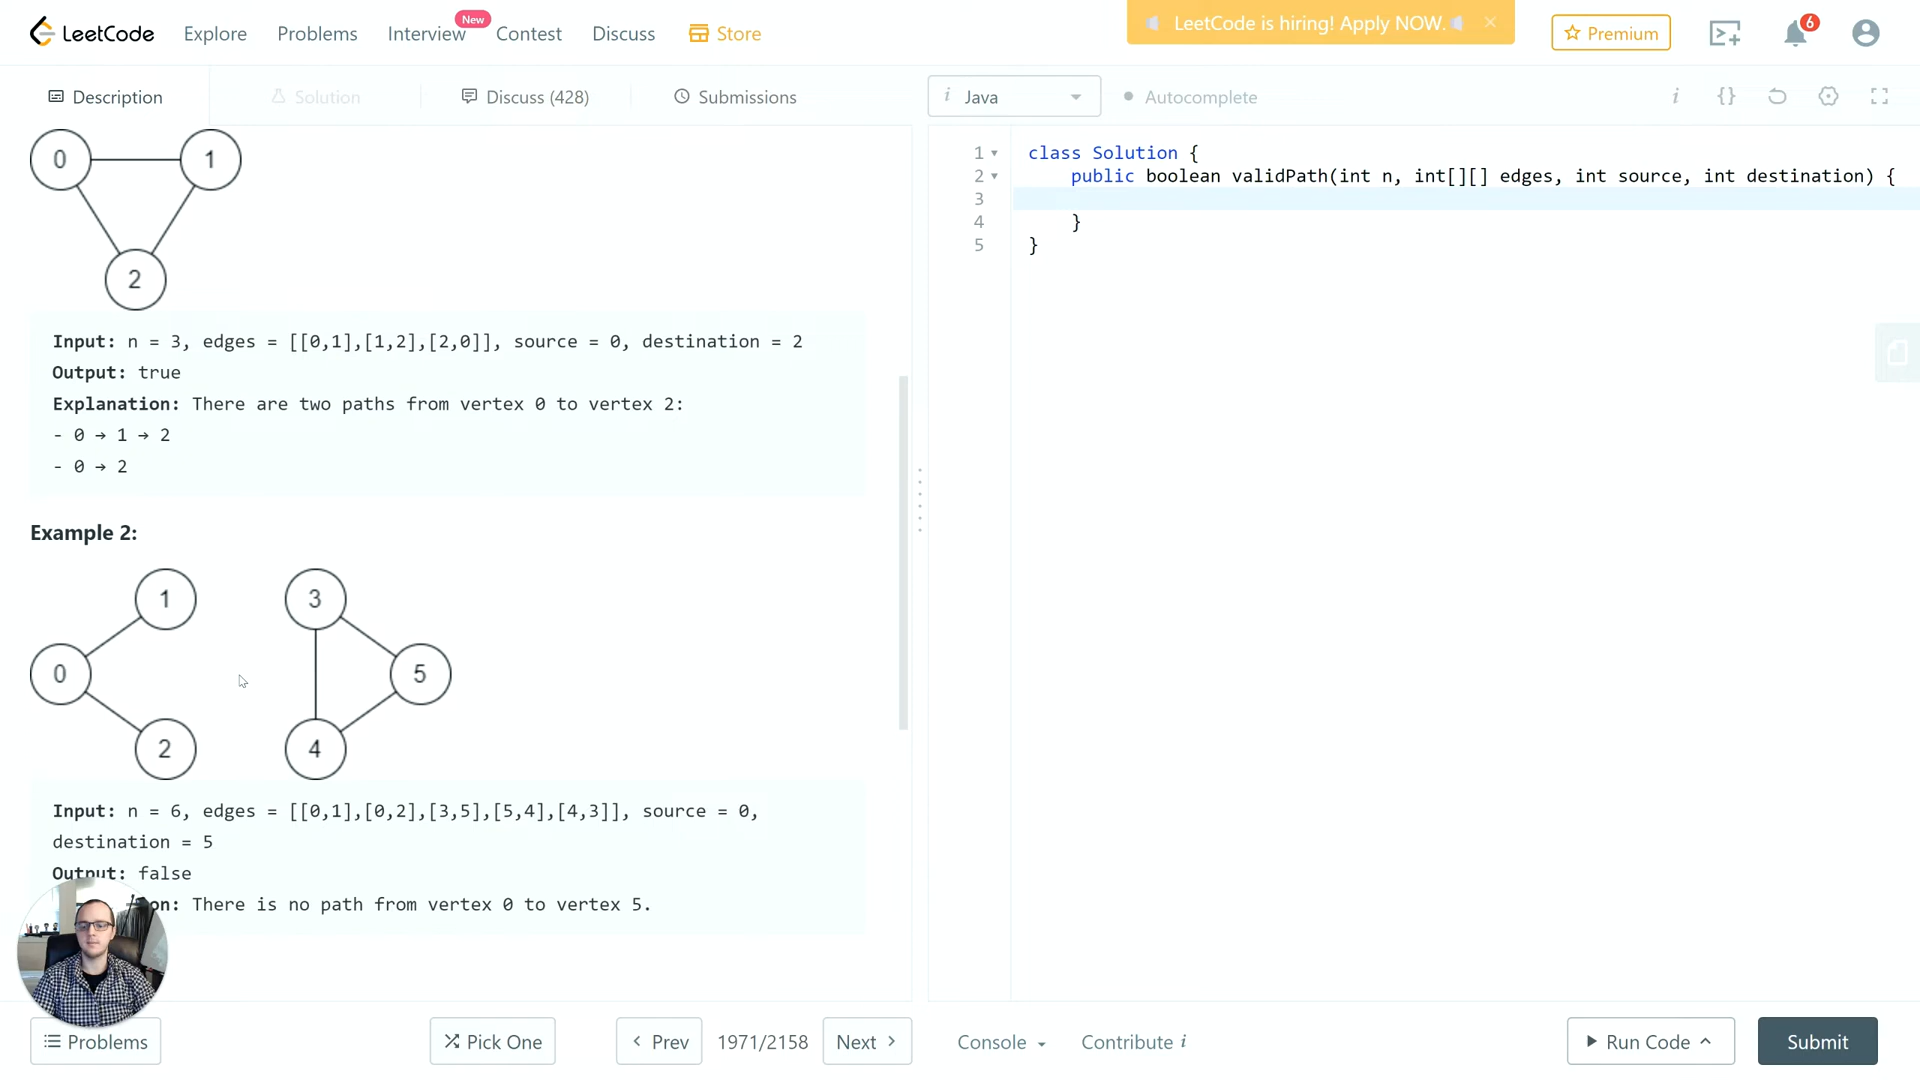 LeetCode
Explore
Problems
Interview
New
Contest
Discuss
Store
LeetCode is hiring! Apply NOW.
×
Premium
6
Description
Solution
Discuss (428)
Submissions
i Java
Autocomplete
i
{}
0
1
2
Input: n = 3, edges = [[0,1],[1,2],[2,0]], source = 0, destination = 2
Output: true
Explanation: There are two paths from vertex 0 to vertex 2:
- 0 → 1 → 2
- 0 → 2
Example 2:
1
3
0
5
2
4
Input: n = 6, edges = [[0,1],[0,2],[3,5],[5,4],[4,3]], source = 0,
destination = 5
Output: false
on: There is no path from vertex 0 to vertex 5.
1
class Solution {
2
public boolean validPath(int n, int[][] edges, int source, int destination) {
3
4
}
5
}
Problems
Pick One
Prev
1971/2158
Next
Console
Contribute i
Run Code
Submit